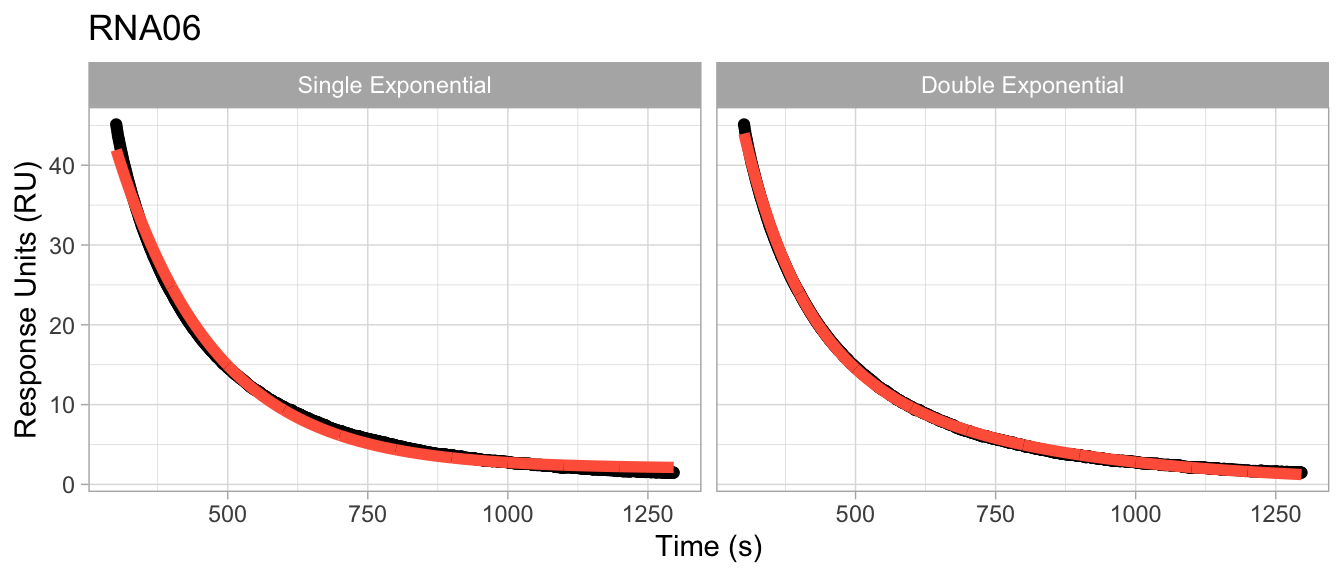 RNA06
Single Exponential
Double Exponential
Response Units (RU)
40
30
20
10
0
500 750 1000 1250
500 750 1000 1250
Time (s)